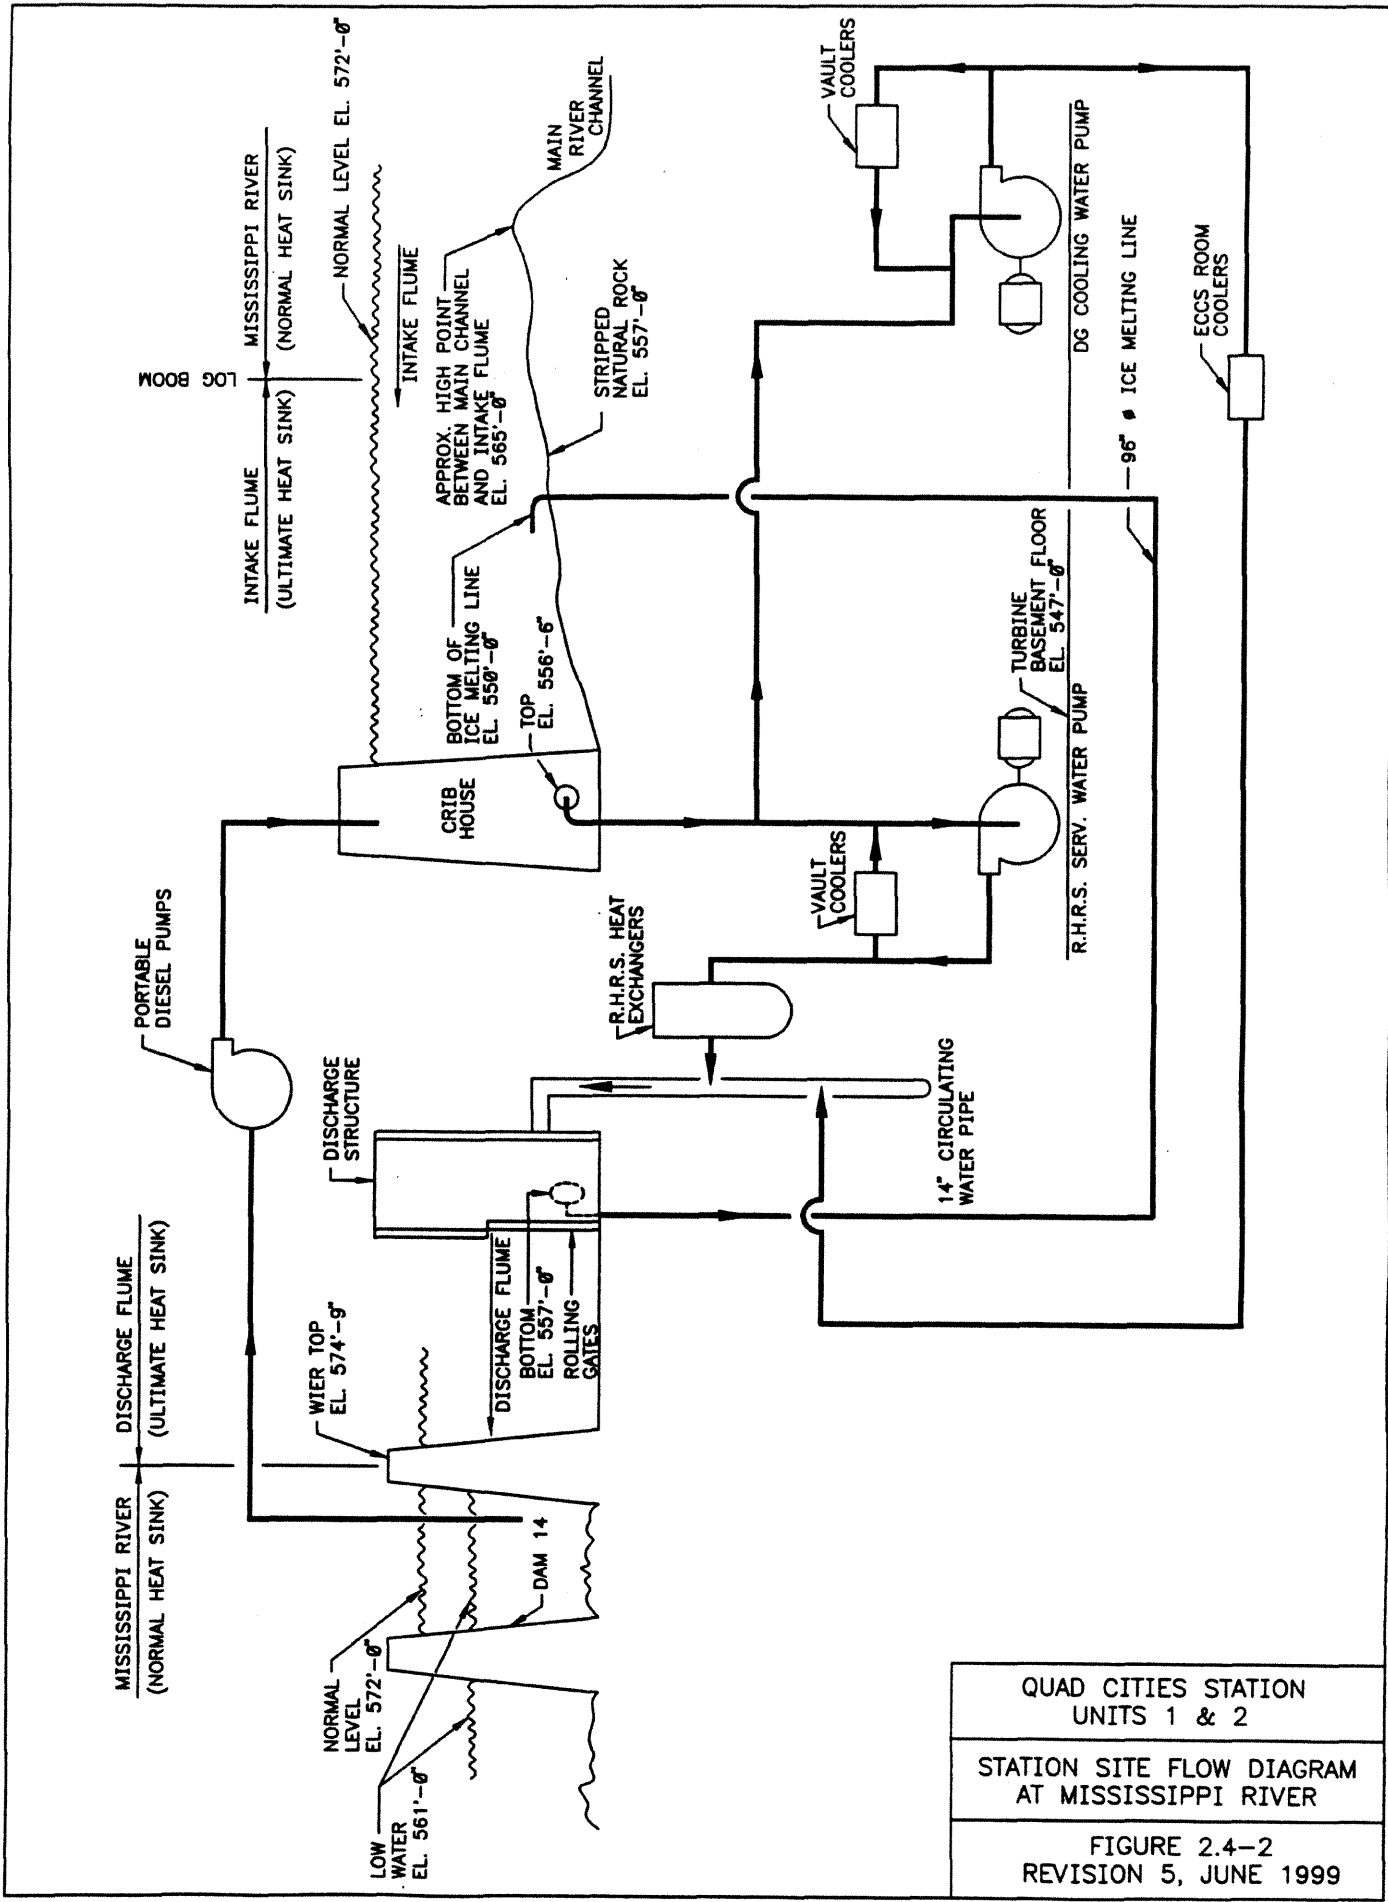 MISSISSIPPI RIVER
(NORMAL HEAT SINK)
DISCHARGE FLUME
(ULTIMATE HEAT SINK)
PORTABLE
DIESEL PUMPS
INTAKE FLUME
(ULTIMATE HEAT SINK)
LOG BOOM
MISSISSIPPI RIVER
(NORMAL HEAT SINK)
NORMAL LEVEL EL. 572'-0"
INTAKE FLUME
WIER TOP
EL. 574'-9"
DISCHARGE
STRUCTURE
NORMAL
LEVEL
EL. 572'-0"
LOW
WATER
EL. 561'-0"
DAM 14
DISCHARGE FLUME
BOTTOM
EL. 557'-0"
ROLLING
GATES
CRIB
HOUSE
BOTTOM OF
ICE MELTING LINE
EL. 550'-0"
TOP
EL. 556'-6"
APPROX. HIGH POINT
BETWEEN MAIN CHANNEL
AND INTAKE FLUME
EL. 565'-0"
MAIN
RIVER
CHANNEL
STRIPPED
NATURAL ROCK
EL. 557'-0"
R.H.R.S. HEAT
EXCHANGERS
VAULT
COOLERS
VAULT
COOLERS
14" CIRCULATING
WATER PIPE
R.H.R.S. SERV. WATER PUMP
TURBINE
BASEMENT FLOOR
EL. 547'-0"
DG COOLING WATER PUMP
96" ø ICE MELTING LINE
ECCS ROOM
COOLERS
QUAD CITIES STATION
UNITS 1 & 2
STATION SITE FLOW DIAGRAM
AT MISSISSIPPI RIVER
FIGURE 2.4-2
REVISION 5, JUNE 1999